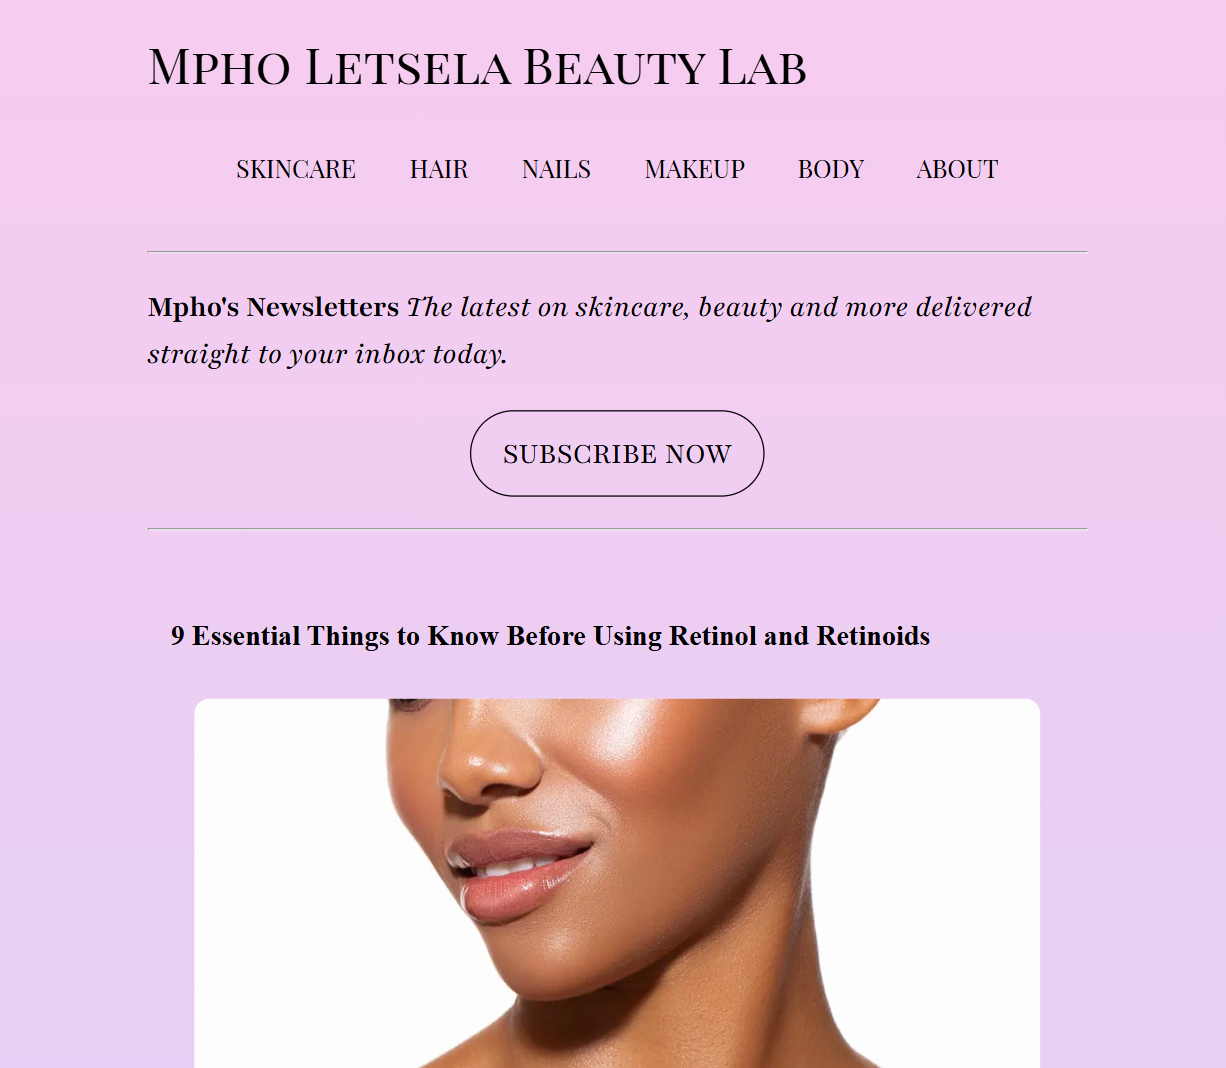 Mpho Letsela Beauty Lab
SKINCARE HAIR NAILS MAKEUP BODY ABOUT
Mpho's Newsletters The latest on skincare, beauty and more delivered
straight to your inbox today.
SUBSCRIBE NOW
9 Essential Things to Know Before Using Retinol and Retinoids